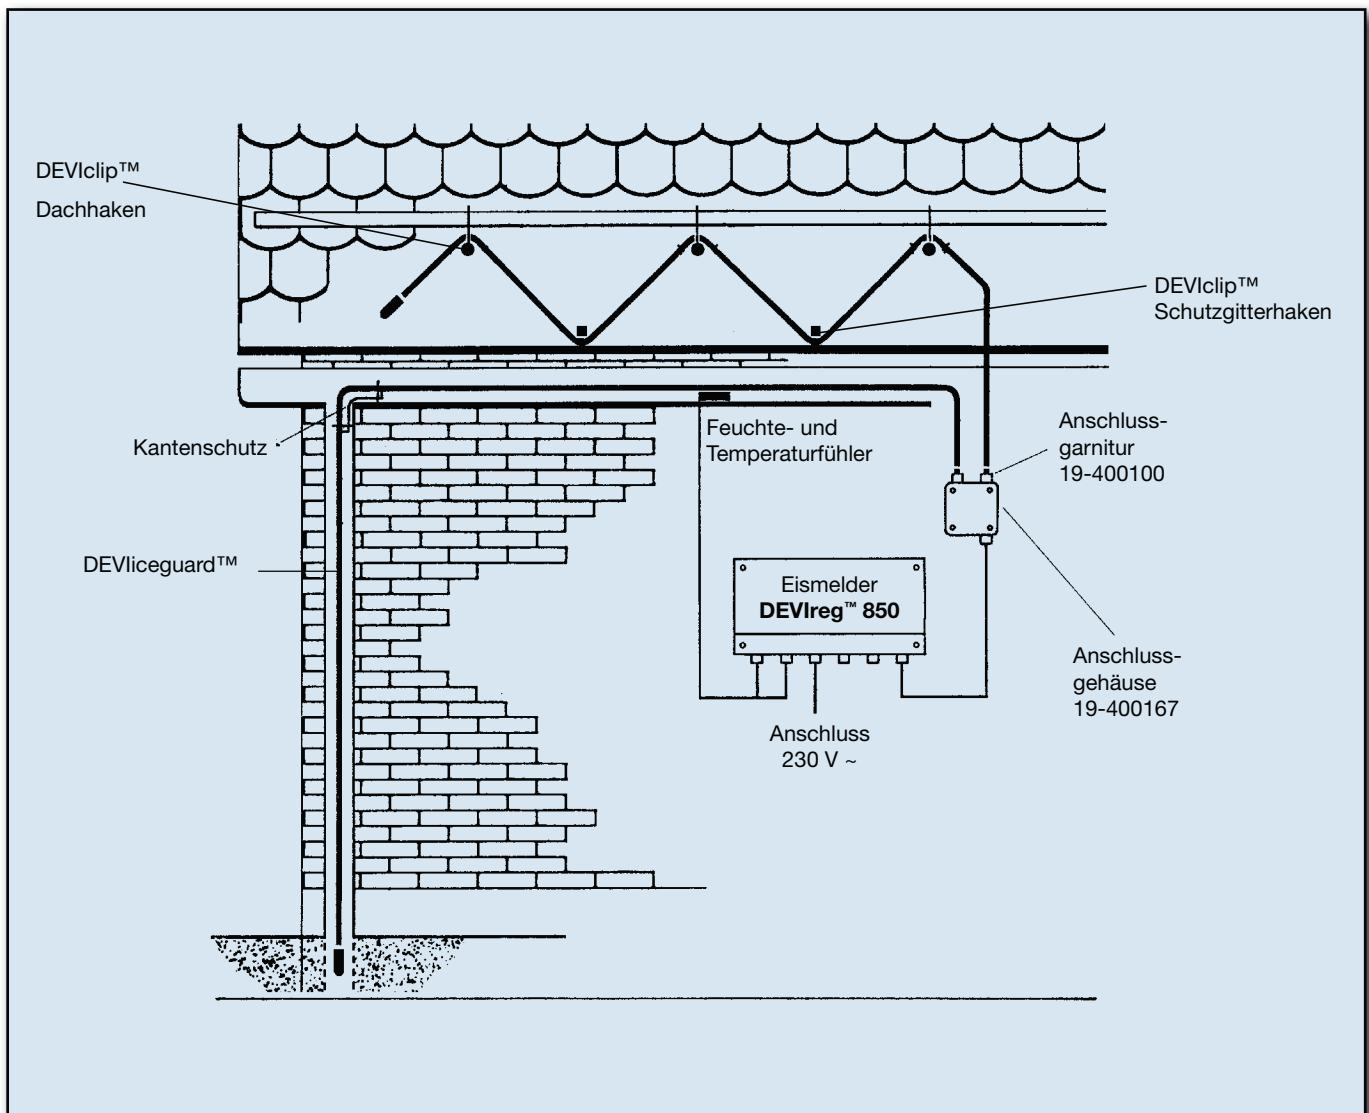 DEVIclip™
Dachhaken
DEVIclip™
Schutzgitterhaken
Kantenschutz
Feuchte- und
Temperaturfühler
Anschluss-
garnitur
19-400100
DEVIiceguard™
Eismelder
DEVIreg™ 850
Anschluss-
gehäuse
19-400167
Anschluss
230 V ~